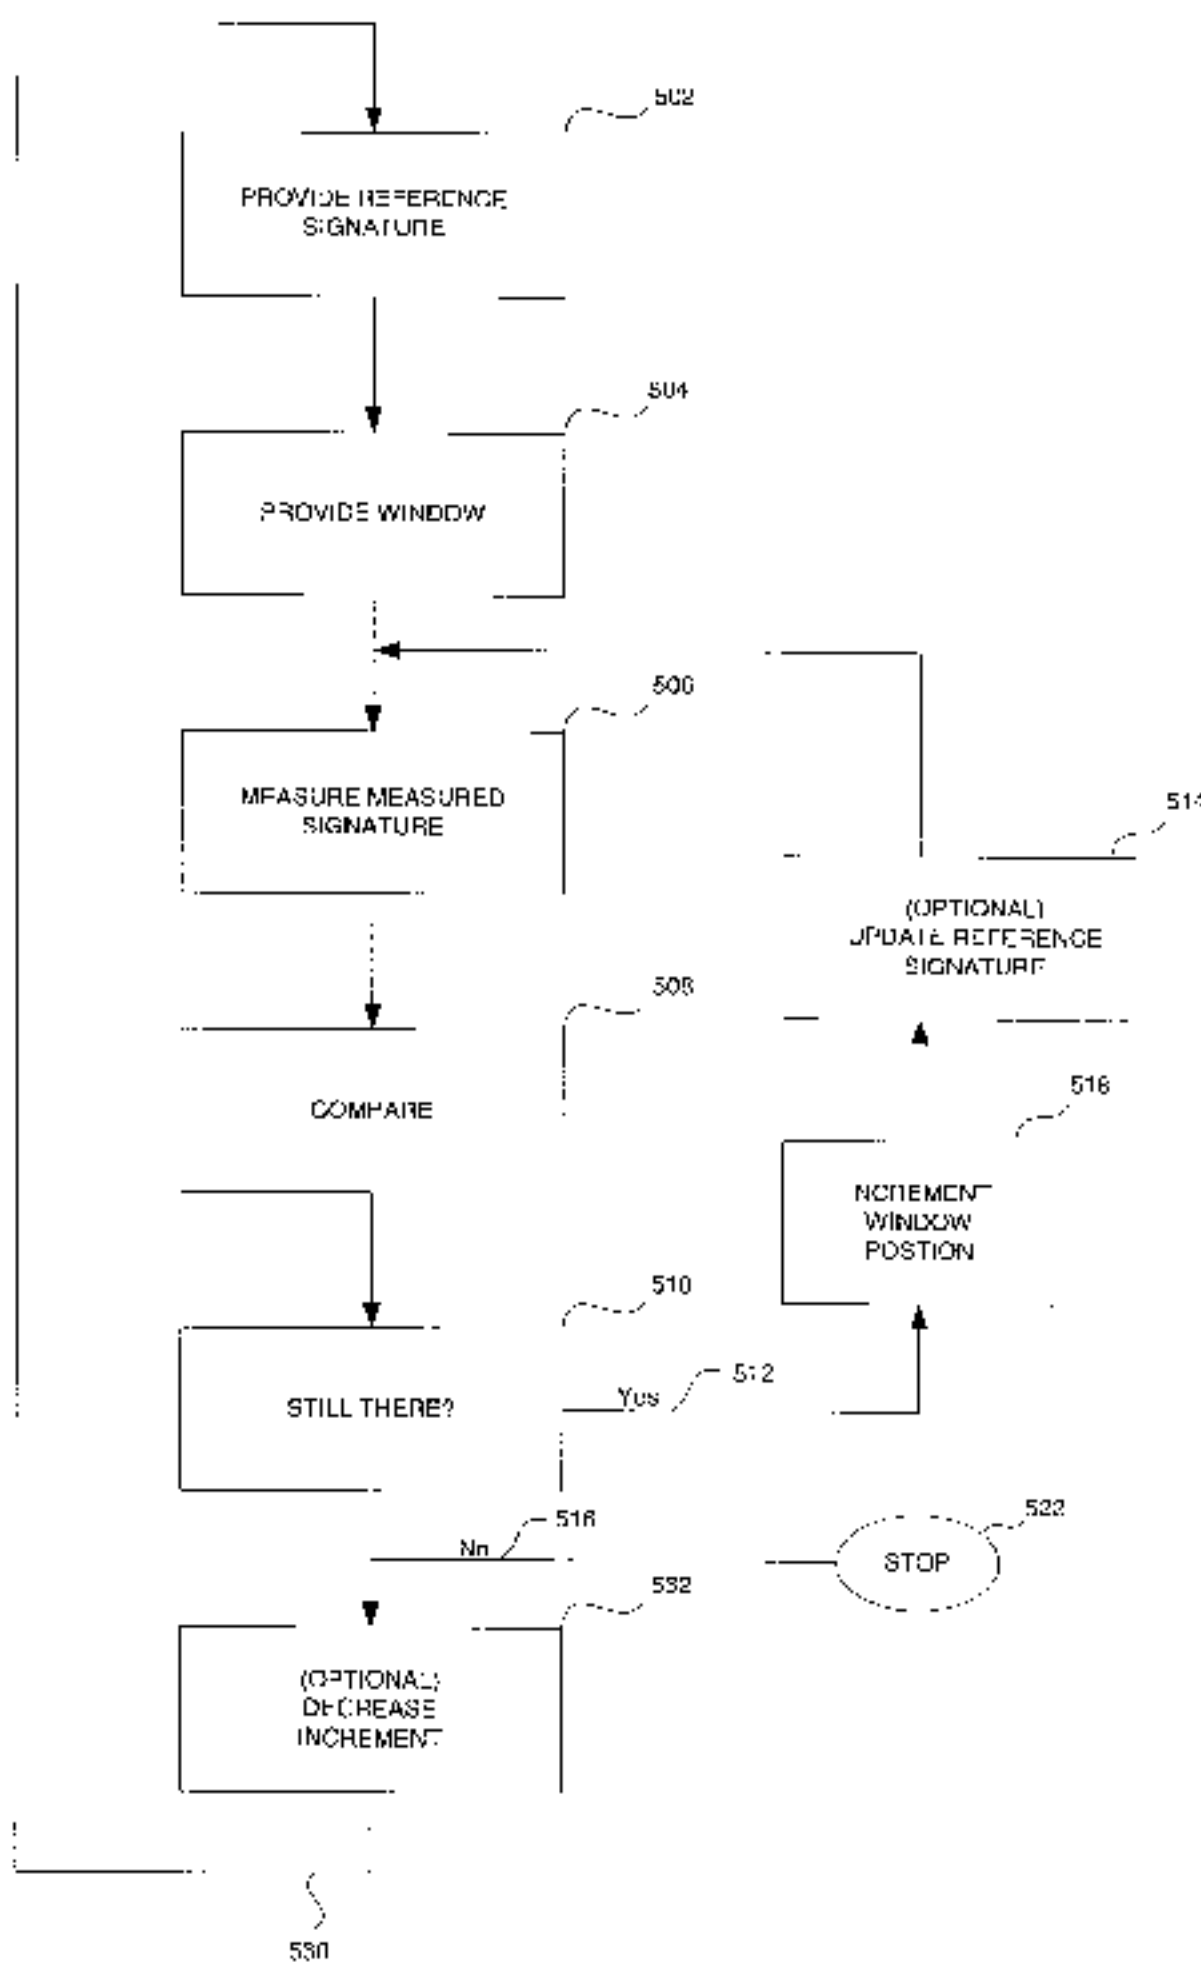 502
PROVIDE REFERENCE
SIGNATURE
504
PROVIDE WINDOW
506
MEASURE MEASURED
SIGNATURE
514
(OPTIONAL)
UPDATE REFERENCE
SIGNATURE
508
COMPARE
518
INCREMENT
WINDOW
POSTION
510
STILL THERE?
Yes
512
516
No
522
STOP
532
(OPTIONAL)
DECREASE
INCREMENT
530